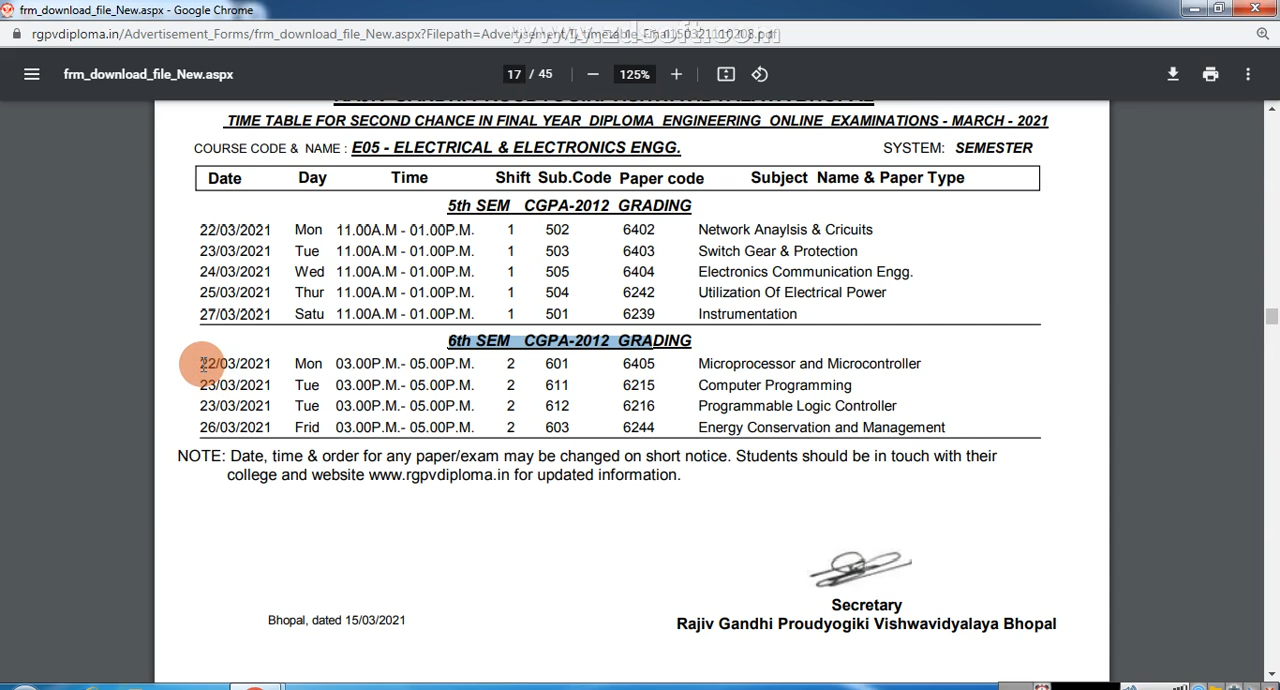 frm_download_file_New.aspx - Google Chrome
www.vzdsoft.com
frm_download_file_New.aspx
17 / 45
125%
TIME TABLE FOR SECOND CHANCE IN FINAL YEAR DIPLOMA ENGINEERING ONLINE EXAMINATIONS - MARCH - 2021
COURSE CODE & NAME : E05 - ELECTRICAL & ELECTRONICS ENGG. SYSTEM: SEMESTER
Date Day Time Shift Sub.Code Paper code Subject Name & Paper Type
5th SEM CGPA-2012 GRADING
22/03/2021 Mon 11.00A.M - 01.00P.M. 1 502 6402 Network Anaylsis & Cricuits
23/03/2021 Tue 11.00A.M - 01.00P.M. 1 503 6403 Switch Gear & Protection
24/03/2021 Wed 11.00A.M - 01.00P.M. 1 505 6404 Electronics Communication Engg.
25/03/2021 Thur 11.00A.M - 01.00P.M. 1 504 6242 Utilization Of Electrical Power
27/03/2021 Satu 11.00A.M - 01.00P.M. 1 501 6239 Instrumentation
6th SEM CGPA-2012 GRADING
22/03/2021 Mon 03.00P.M.- 05.00P.M. 2 601 6405 Microprocessor and Microcontroller
23/03/2021 Tue 03.00P.M.- 05.00P.M. 2 611 6215 Computer Programming
23/03/2021 Tue 03.00P.M.- 05.00P.M. 2 612 6216 Programmable Logic Controller
26/03/2021 Frid 03.00P.M.- 05.00P.M. 2 603 6244 Energy Conservation and Management
NOTE: Date, time & order for any paper/exam may be changed on short notice. Students should be in touch with their
college and website www.rgpvdiploma.in for updated information.
Secretary
Bhopal, dated 15/03/2021
Rajiv Gandhi Proudyogiki Vishwavidyalaya Bhopal